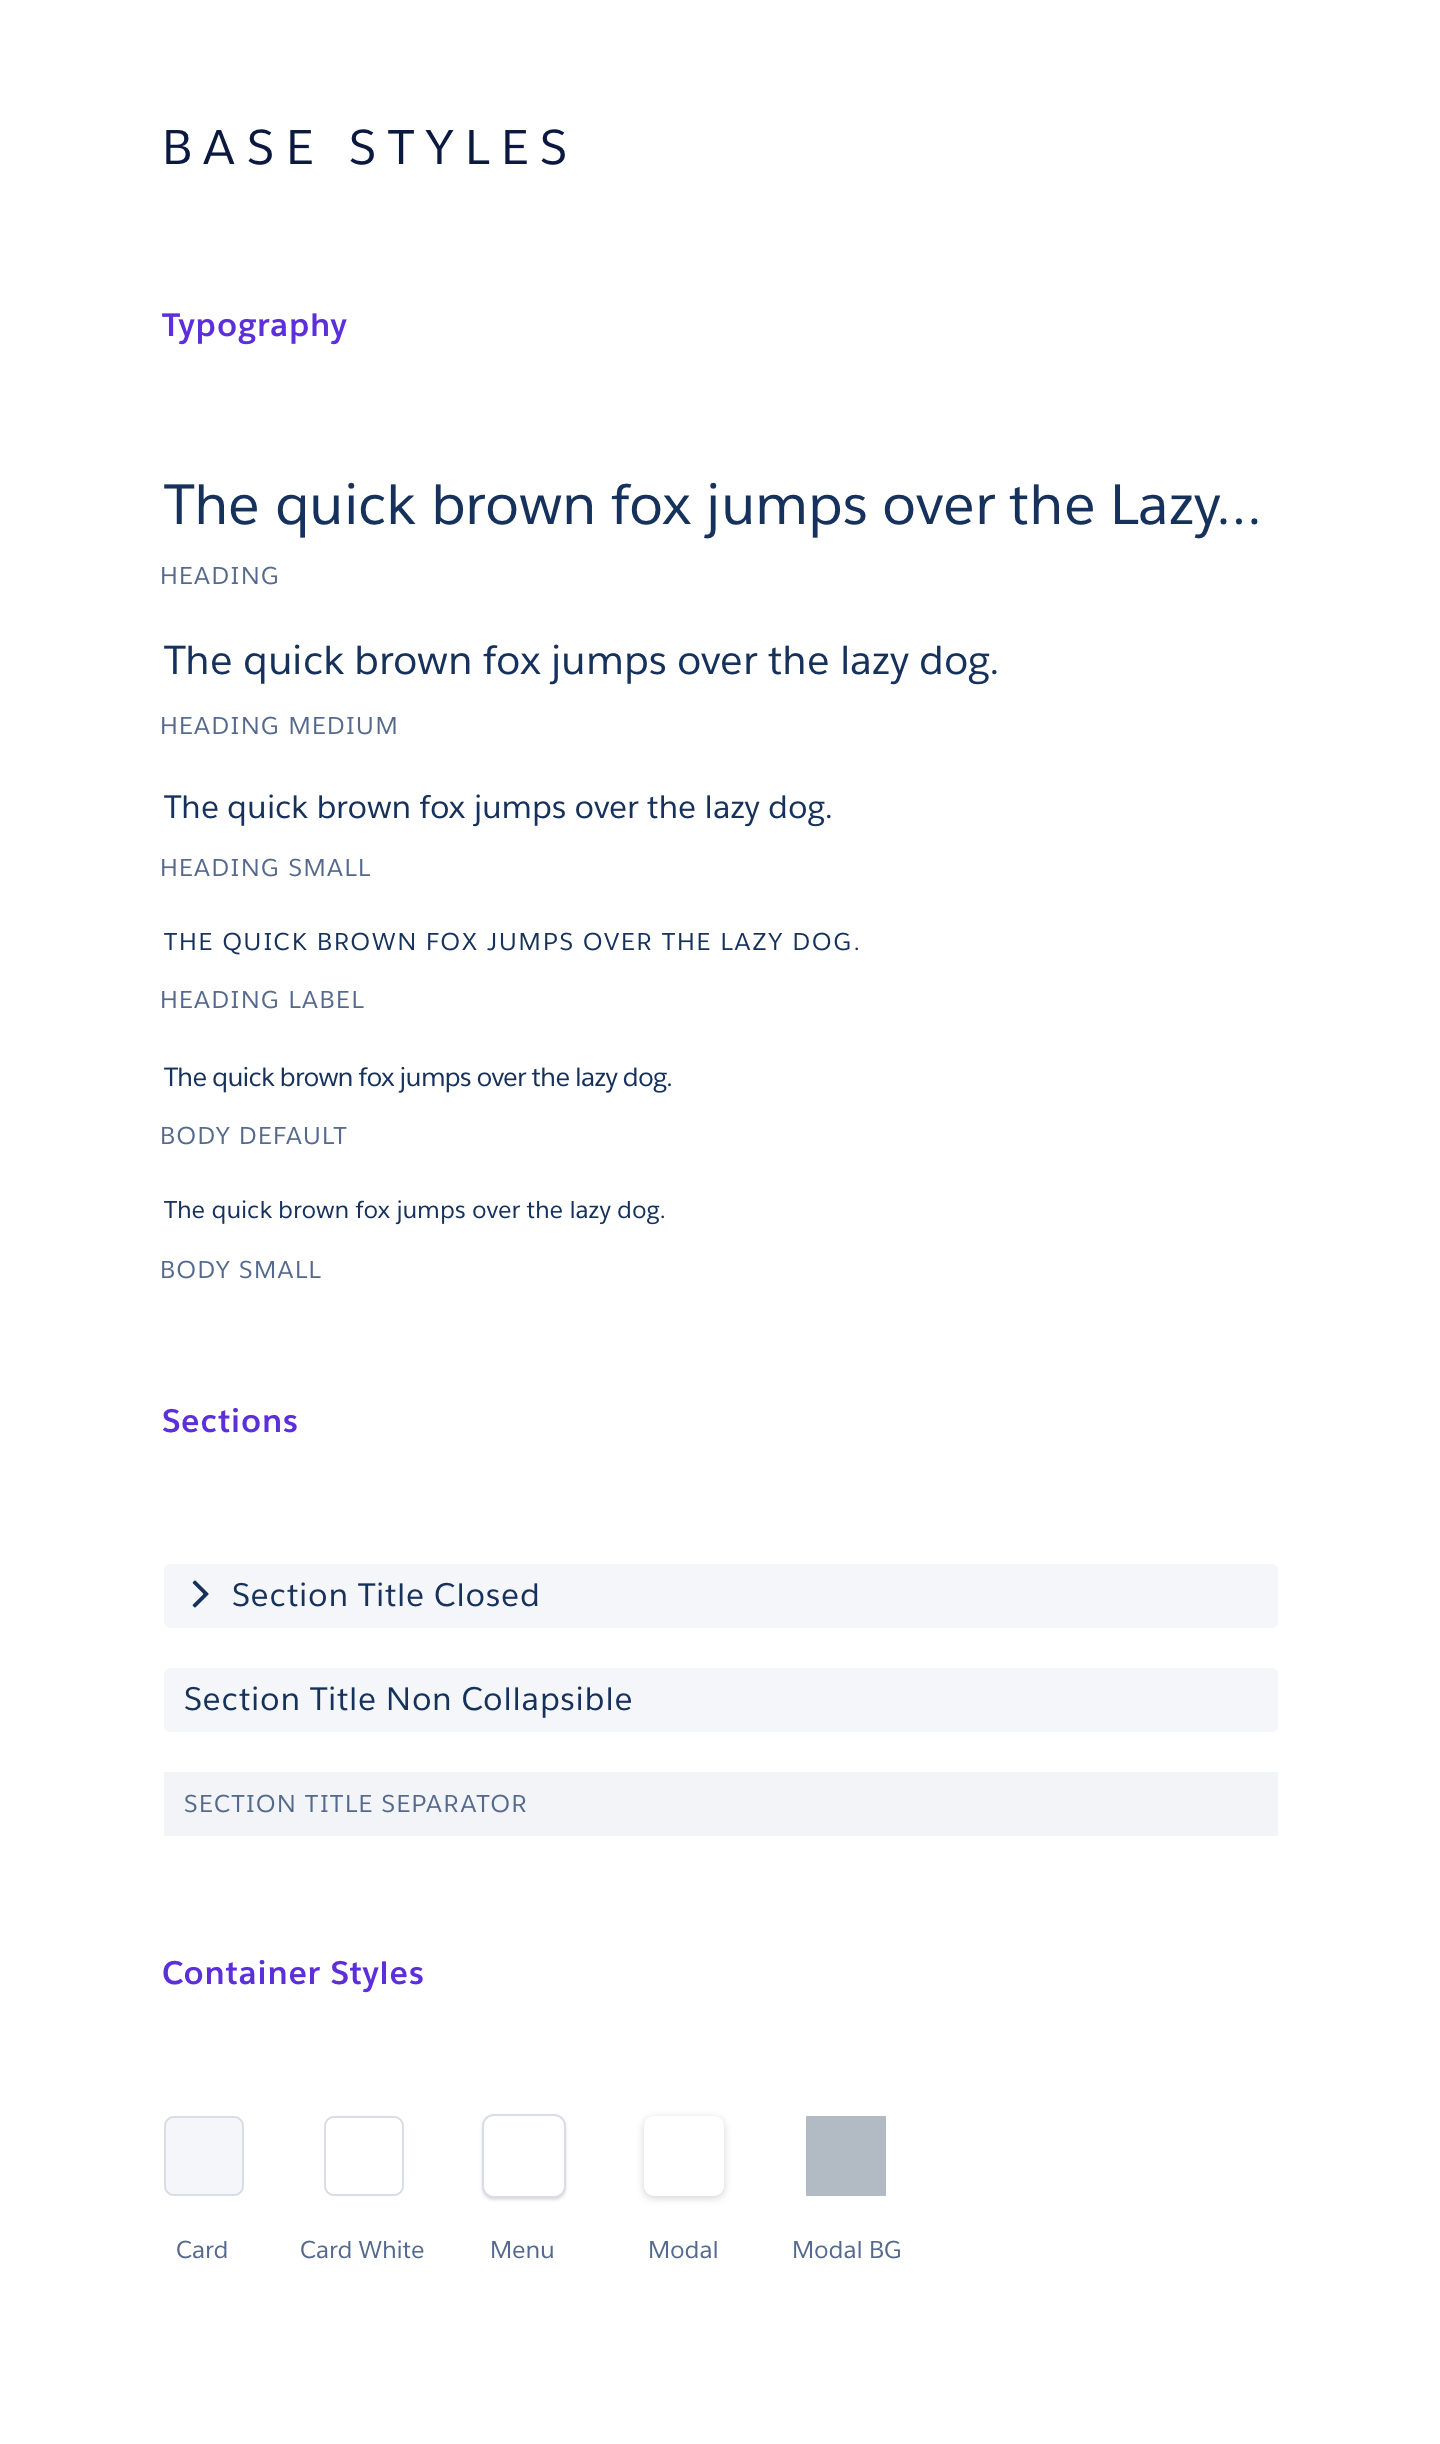 BASE STYLES
Typography
The quick brown fox jumps over the Lazy...
HEADING
The quick brown fox jumps over the lazy dog.
HEADING MEDIUM
The quick brown fox jumps over the lazy dog.
HEADING SMALL
THE QUICK BROWN FOX JUMPS OVER THE LAZY DOG.
HEADING LABEL
The quick brown fox jumps over the lazy dog.
BODY DEFAULT
The quick brown fox jumps over the lazy dog.
BODY SMALL
Sections
Section Title Closed
Section Title Non Collapsible
SECTION TITLE SEPARATOR
Container Styles
Card Card White Menu Modal Modal BG